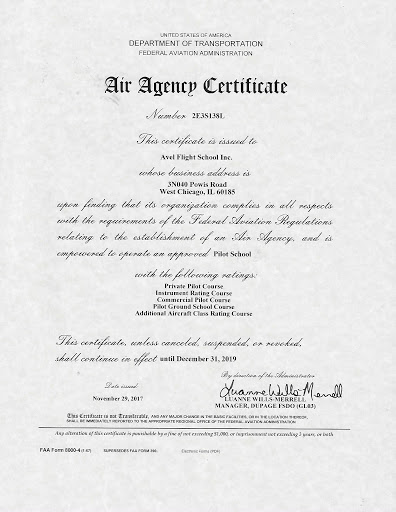 UNITED STATES OF AMERICA
DEPARTMENT OF TRANSPORTATION
FEDERAL AVIATION ADMINISTRATION
Air Agency Certificate
Number 2E3S138L
This certificate is issued to
Avel Flight School Inc.
whose business address is
3N040 Powis Road
West Chicago, IL 60185
upon finding that its organization complies in all respects
with the requirements of the Federal Aviation Regulations
relating to the establishment of an Air Agency, and is
empowered to operate an approved Pilot School
with the following ratings:
Private Pilot Course
Instrument Rating Course
Commercial Pilot Course
Pilot Ground School Course
Additional Aircraft Class Rating Course
This certificate, unless canceled, suspended, or revoked,
shall continue in effect until December 31, 2019
By direction of the Administrator
Date issued:
Luanne Wills-Merrell
November 29, 2017
LUANNE WILLS-MERRELL
MANAGER, DUPAGE FSDO (GL03)
This Certificate is not Transferable, AND ANY MAJOR CHANGE IN THE BASIC FACILITIES, OR IN THE LOCATION THEREOF,
SHALL BE IMMEDIATELY REPORTED TO THE APPROPRIATE REGIONAL OFFICE OF THE FEDERAL AVIATION ADMINISTRATION
Any alteration of this certificate is punishable by a fine of not exceeding $1,000, or imprisonment not exceeding 3 years, or both
FAA Form 8000-4 (1-67) SUPERSEDES FAA FORM 390. Electronic Forms (PDF)